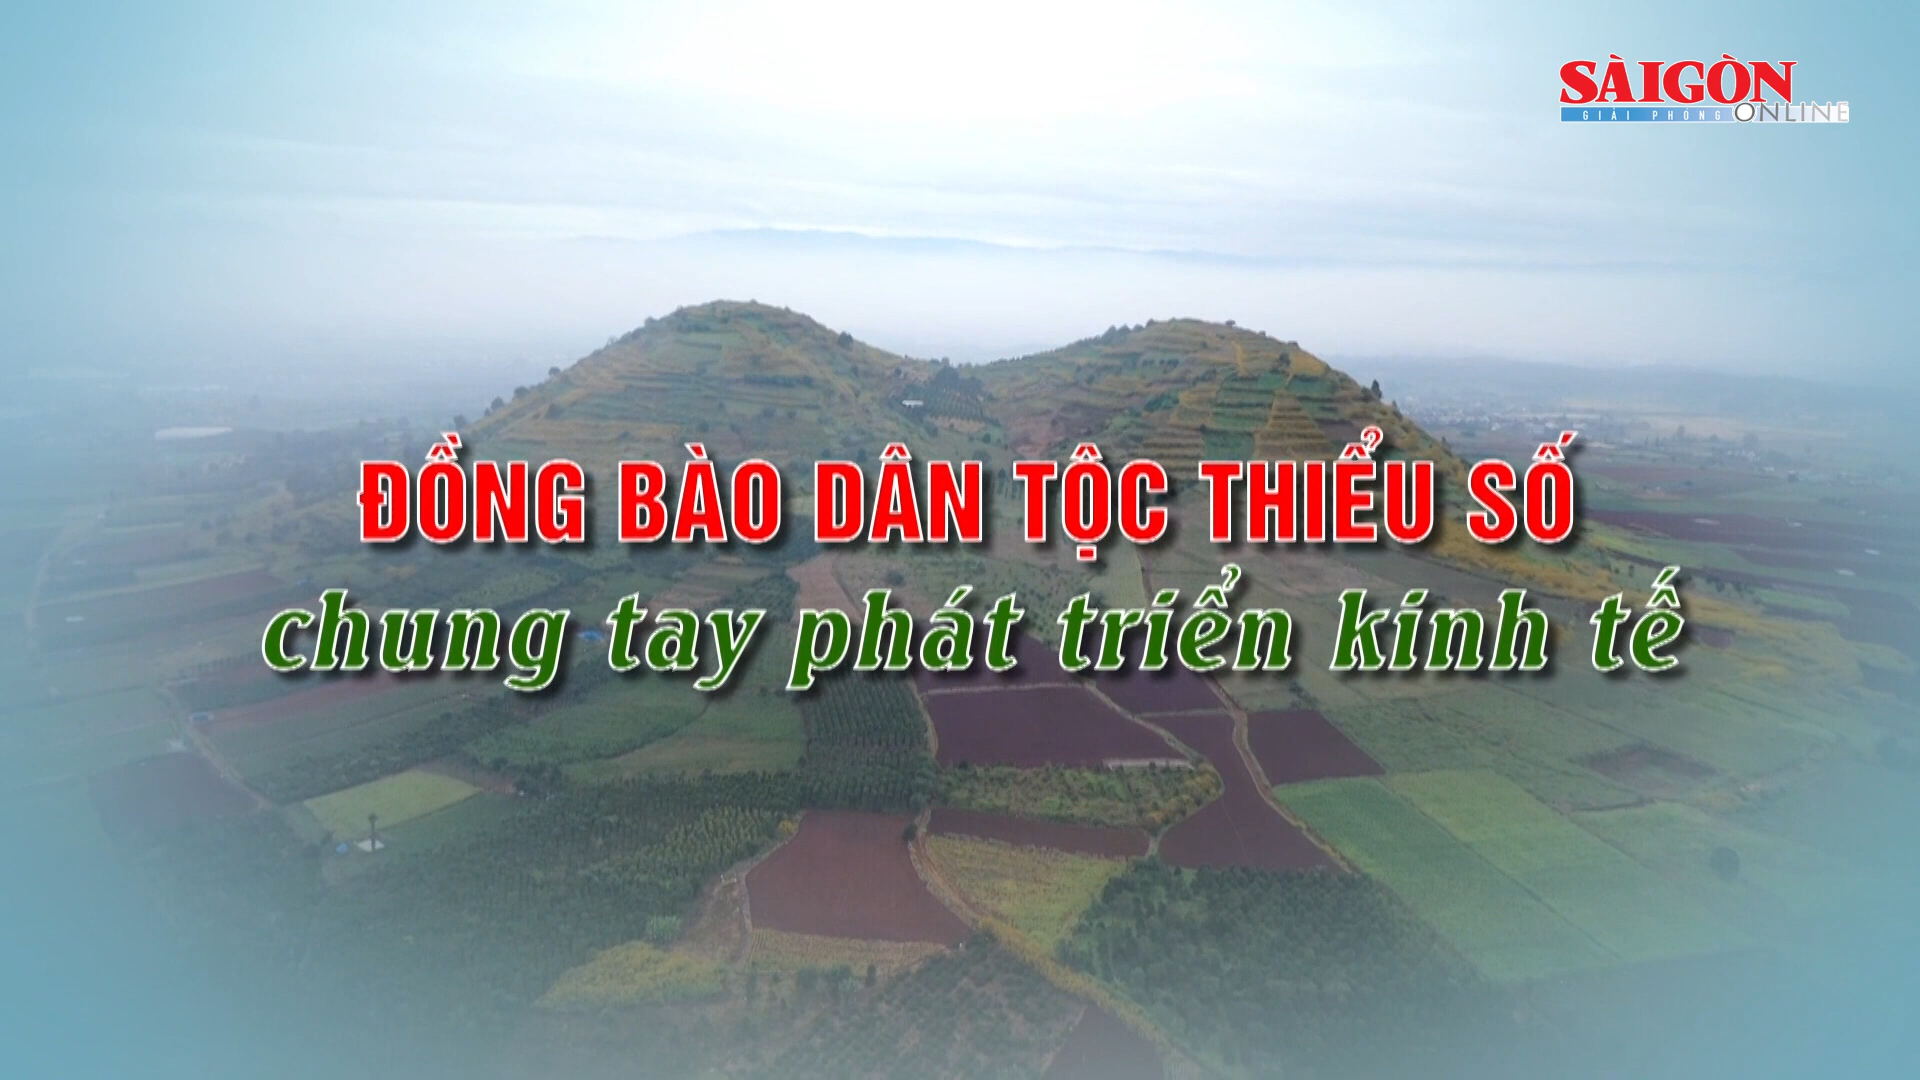 SÀIGÒN
GIẢI PHÓNG ONLINE
ĐỒNG BÀO DÂN TỘC THIỂU SỐ
chung tay phát triển kinh tế